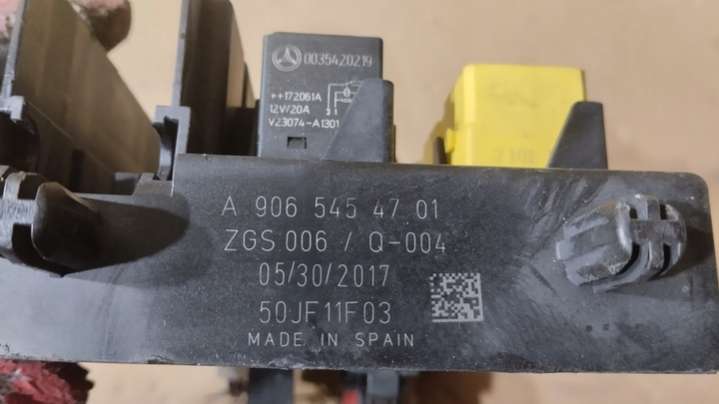 0035420219
++172061A
12V/20A
V23074-A1301
A 906 545 47 01
ZGS 006 / Q-004
05/30/2017
50JF11F03
MADE IN SPAIN